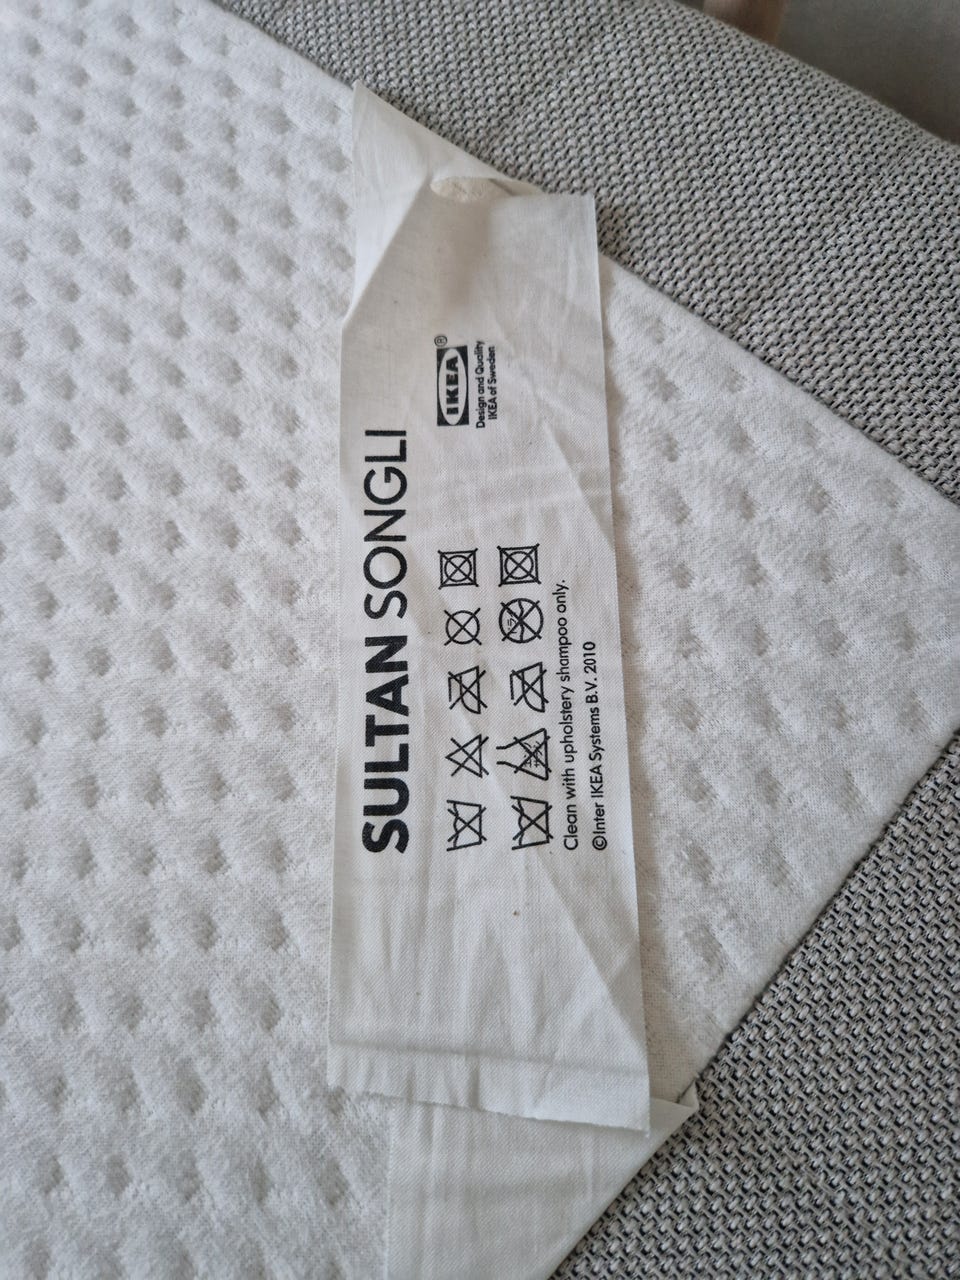 SULTAN SONGLI
IKEA®
Design and Quality
IKEA of Sweden
Clean with upholstery shampoo only.
©Inter IKEA Systems B.V. 2010